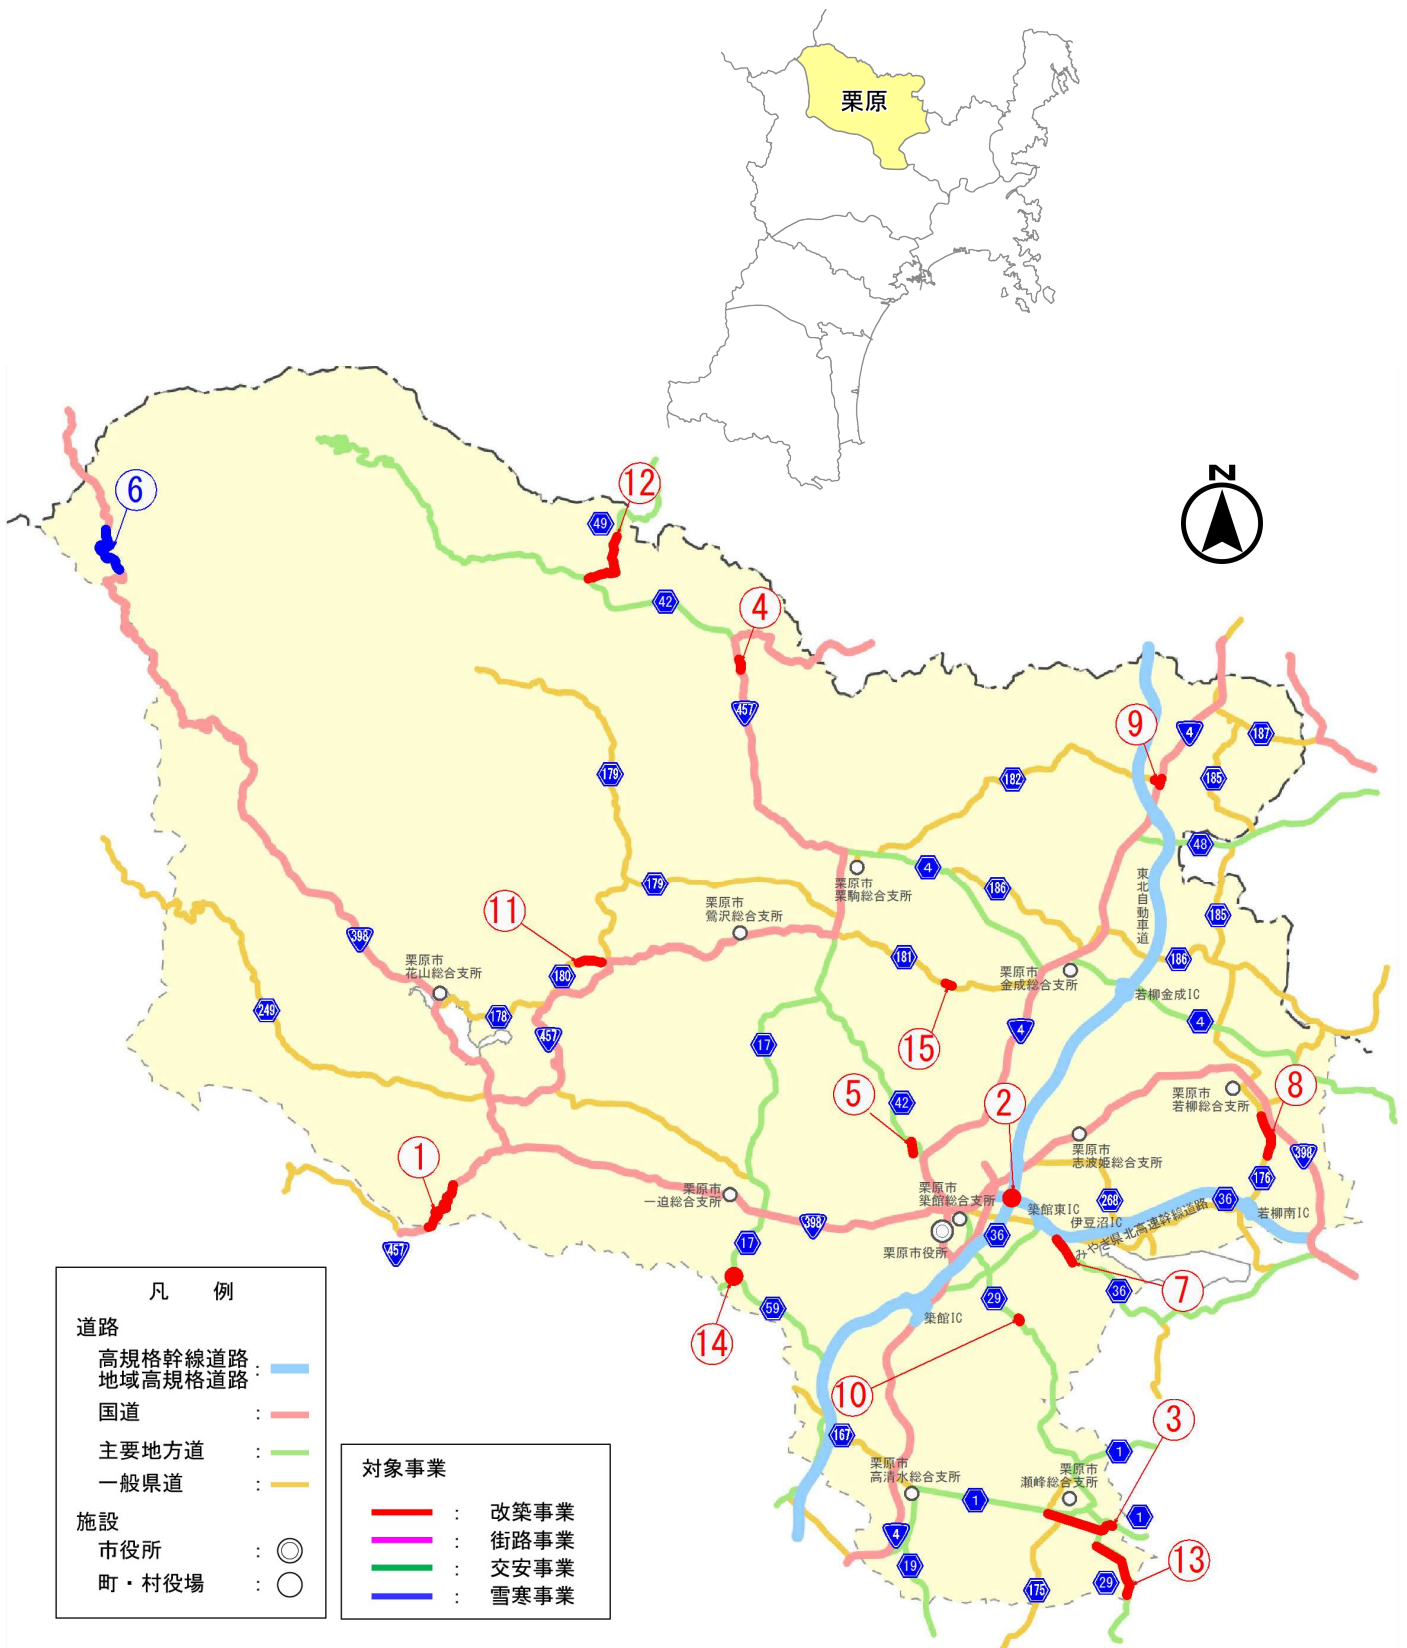 栗原
N
6
12
49
42
4
457
9
4
187
185
182
179
48
栗原市
栗駒総合支所
4
186
179
東北自動車道
栗原市
鶯沢総合支所
11
185
398
181
186
栗原市
花山総合支所
180
栗原市
金成総合支所
若柳金成IC
249
178
457
4
4
17
15
5
42
2
栗原市
若柳総合支所
8
栗原市
志波姫総合支所
398
1
176
栗原市
一迫総合支所
栗原市
築館総合支所
268
36
築館東IC
伊豆沼IC
若柳南IC
398
36
みやぎ県北高速幹線道路
457
17
栗原市役所
7
14
59
29
36
築館IC
10
3
167
1
栗原市
高清水総合支所
栗原市
瀬峰総合支所
1
1
4
19
13
175
29
凡 例
道路
高規格幹線道路
地域高規格道路 :
国道 :
主要地方道 :
一般県道 :
施設
市役所 :
町・村役場 :
対象事業
: 改築事業
: 街路事業
: 交安事業
: 雪寒事業